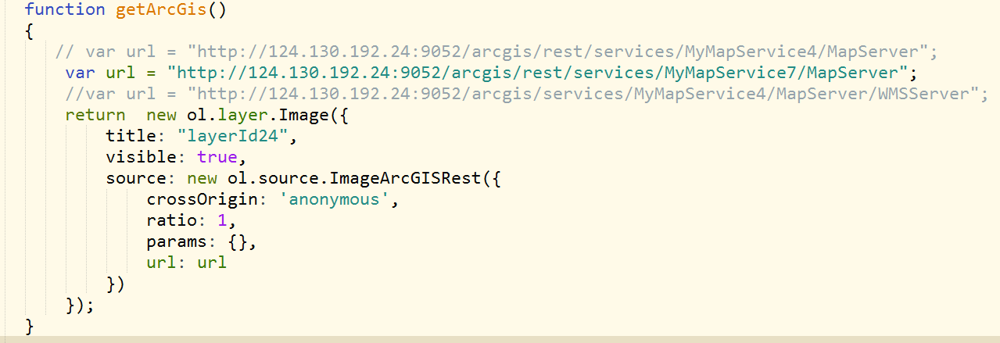 function getArcGis()
{
// var url = "http://124.130.192.24:9052/arcgis/rest/services/MyMapService4/MapServer";
var url = "http://124.130.192.24:9052/arcgis/rest/services/MyMapService7/MapServer";
//var url = "http://124.130.192.24:9052/arcgis/services/MyMapService4/MapServer/WMSServer";
return  new ol.layer.Image({
title: "layerId24",
visible: true,
source: new ol.source.ImageArcGISRest({
crossOrigin: 'anonymous',
ratio: 1,
params: {},
url: url
})
});
}